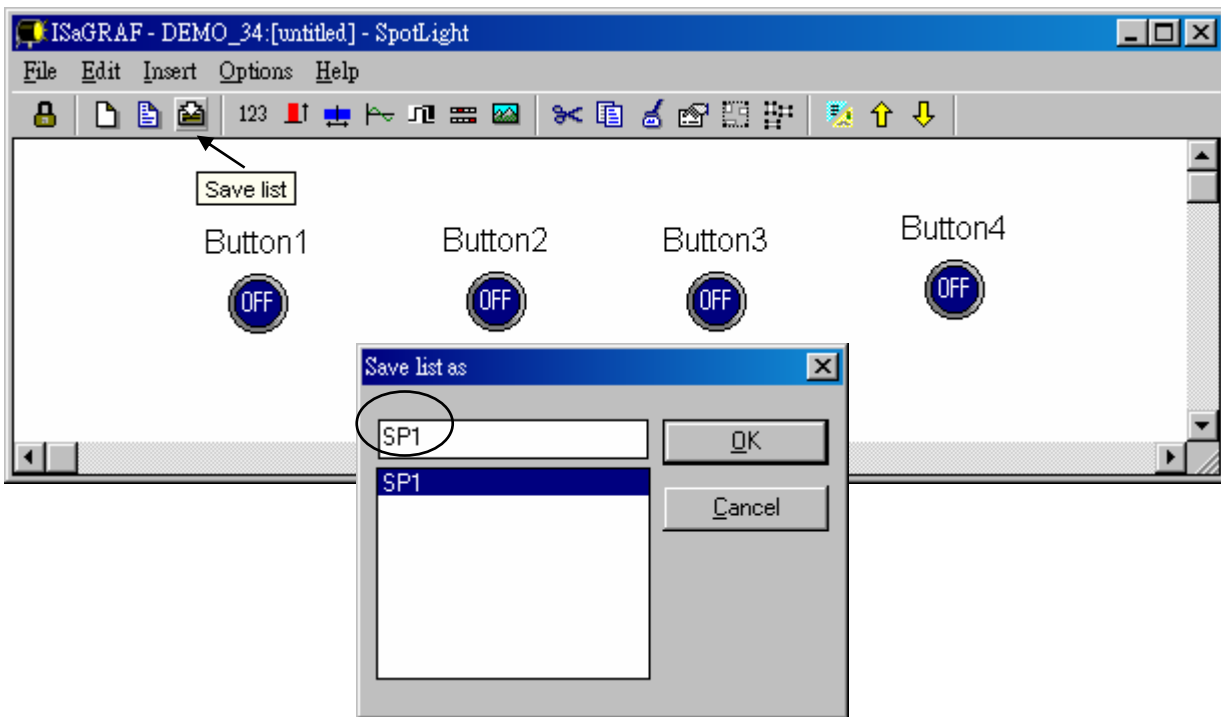 ISaGRAF - DEMO_34:[untitled] - SpotLight
File Edit Insert Options Help
123
Save list
Button1 Button2 Button3 Button4
OFF OFF OFF OFF
Save list as
SP1 OK
SP1
Cancel